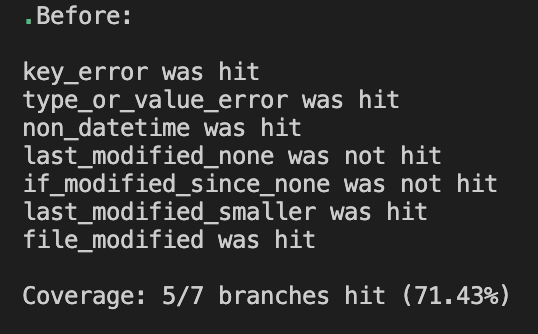 .Before:
key_error was hit
type_or_value_error was hit
non_datetime was hit
last_modified_none was not hit
if_modified_since_none was not hit
last_modified_smaller was hit
file_modified was hit
Coverage: 5/7 branches hit (71.43%)